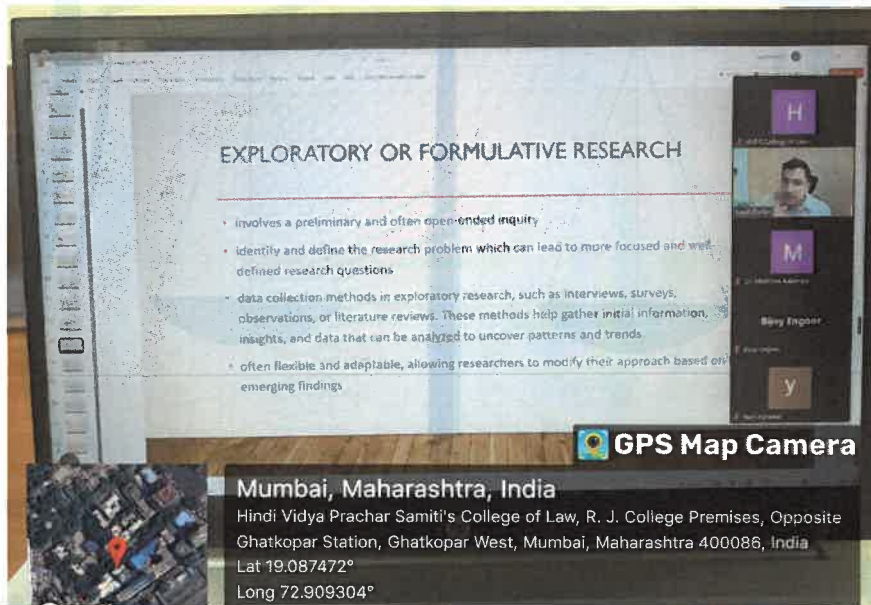 EXPLORATORY OR FORMULATIVE RESEARCH
• involves a preliminary and often open-ended inquiry
• identify and define the research problem which can lead to more focused and well-
defined research questions
• data collection methods in exploratory research, such as interviews, surveys,
observations, or literature reviews. These methods help gather initial information,
insights, and data that can be analyzed to uncover patterns and trends
• often flexible and adaptable, allowing researchers to modify their approach based on
emerging findings
H
M
y
GPS Map Camera
Mumbai, Maharashtra, India
Hindi Vidya Prachar Samiti's College of Law, R. J. College Premises, Opposite
Ghatkopar Station, Ghatkopar West, Mumbai, Maharashtra 400086, India
Lat 19.087472°
Long 72.909304°